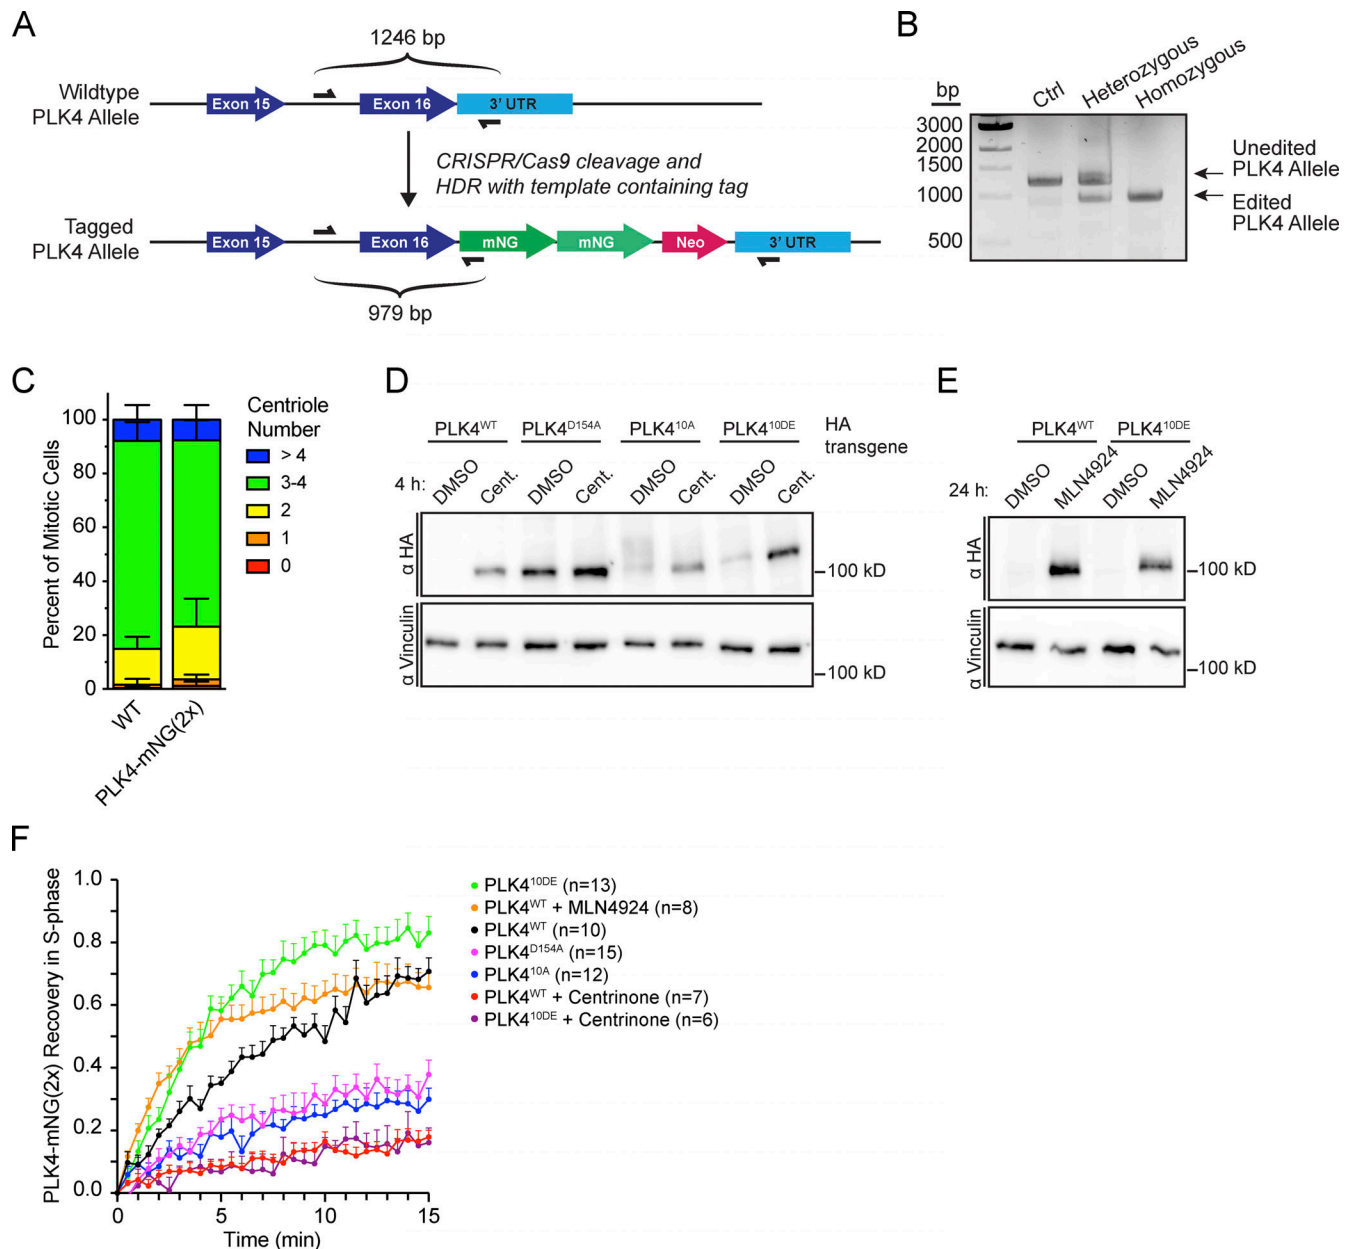 A
1246 bp
Wildtype
PLK4 Allele
Exon 15
Exon 16
3' UTR
CRISPR/Cas9 cleavage and
HDR with template containing tag
Tagged
PLK4 Allele
Exon 15
Exon 16
mNG
mNG
Neo
3' UTR
979 bp
B
bp
Ctrl
Heterozygous
Homozygous
3000
2000
1500
1000
500
Unedited
PLK4 Allele
Edited
PLK4 Allele
C
Percent of Mitotic Cells
100
80
60
40
20
0
WT
PLK4-mNG(2x)
Centriole
Number
> 4
3-4
2
1
0
D
PLK4WT
PLK4D154A
PLK410A
PLK410DE
HA
transgene
4 h:
DMSO
Cent.
DMSO
Cent.
DMSO
Cent.
DMSO
Cent.
α HA
100 kD
α Vinculin
100 kD
E
PLK4WT
PLK410DE
24 h:
DMSO
MLN4924
DMSO
MLN4924
α HA
100 kD
α Vinculin
100 kD
F
PLK4-mNG(2x) Recovery in S-phase
1.0
0.8
0.6
0.4
0.2
0.0
0
5
10
15
Time (min)
PLK410DE (n=13)
PLK4WT + MLN4924 (n=8)
PLK4WT (n=10)
PLK4D154A (n=15)
PLK410A (n=12)
PLK4WT + Centrinone (n=7)
PLK410DE + Centrinone (n=6)